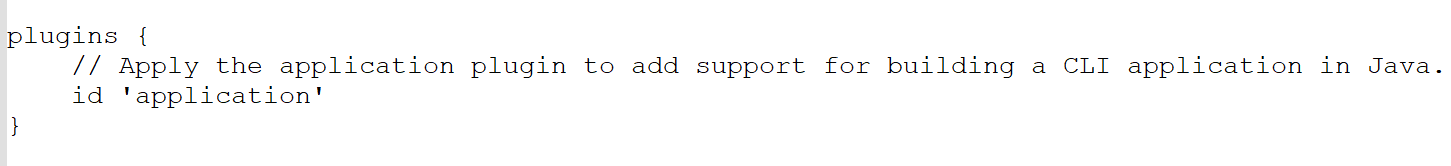 plugins {
    // Apply the application plugin to add support for building a CLI application in Java.
    id 'application'
}